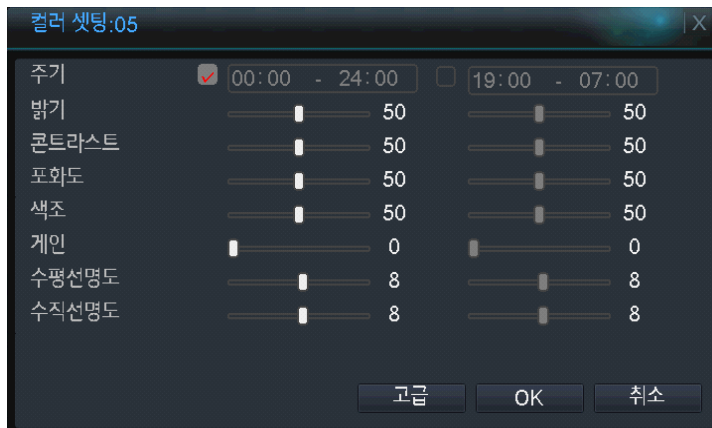 컬러 셋팅:05 X
주기 00:00 - 24:00 19:00 - 07:00
밝기 50 50
콘트라스트 50 50
포화도 50 50
색조 50 50
게인 0 0
수평선명도 8 8
수직선명도 8 8
고급 OK 취소